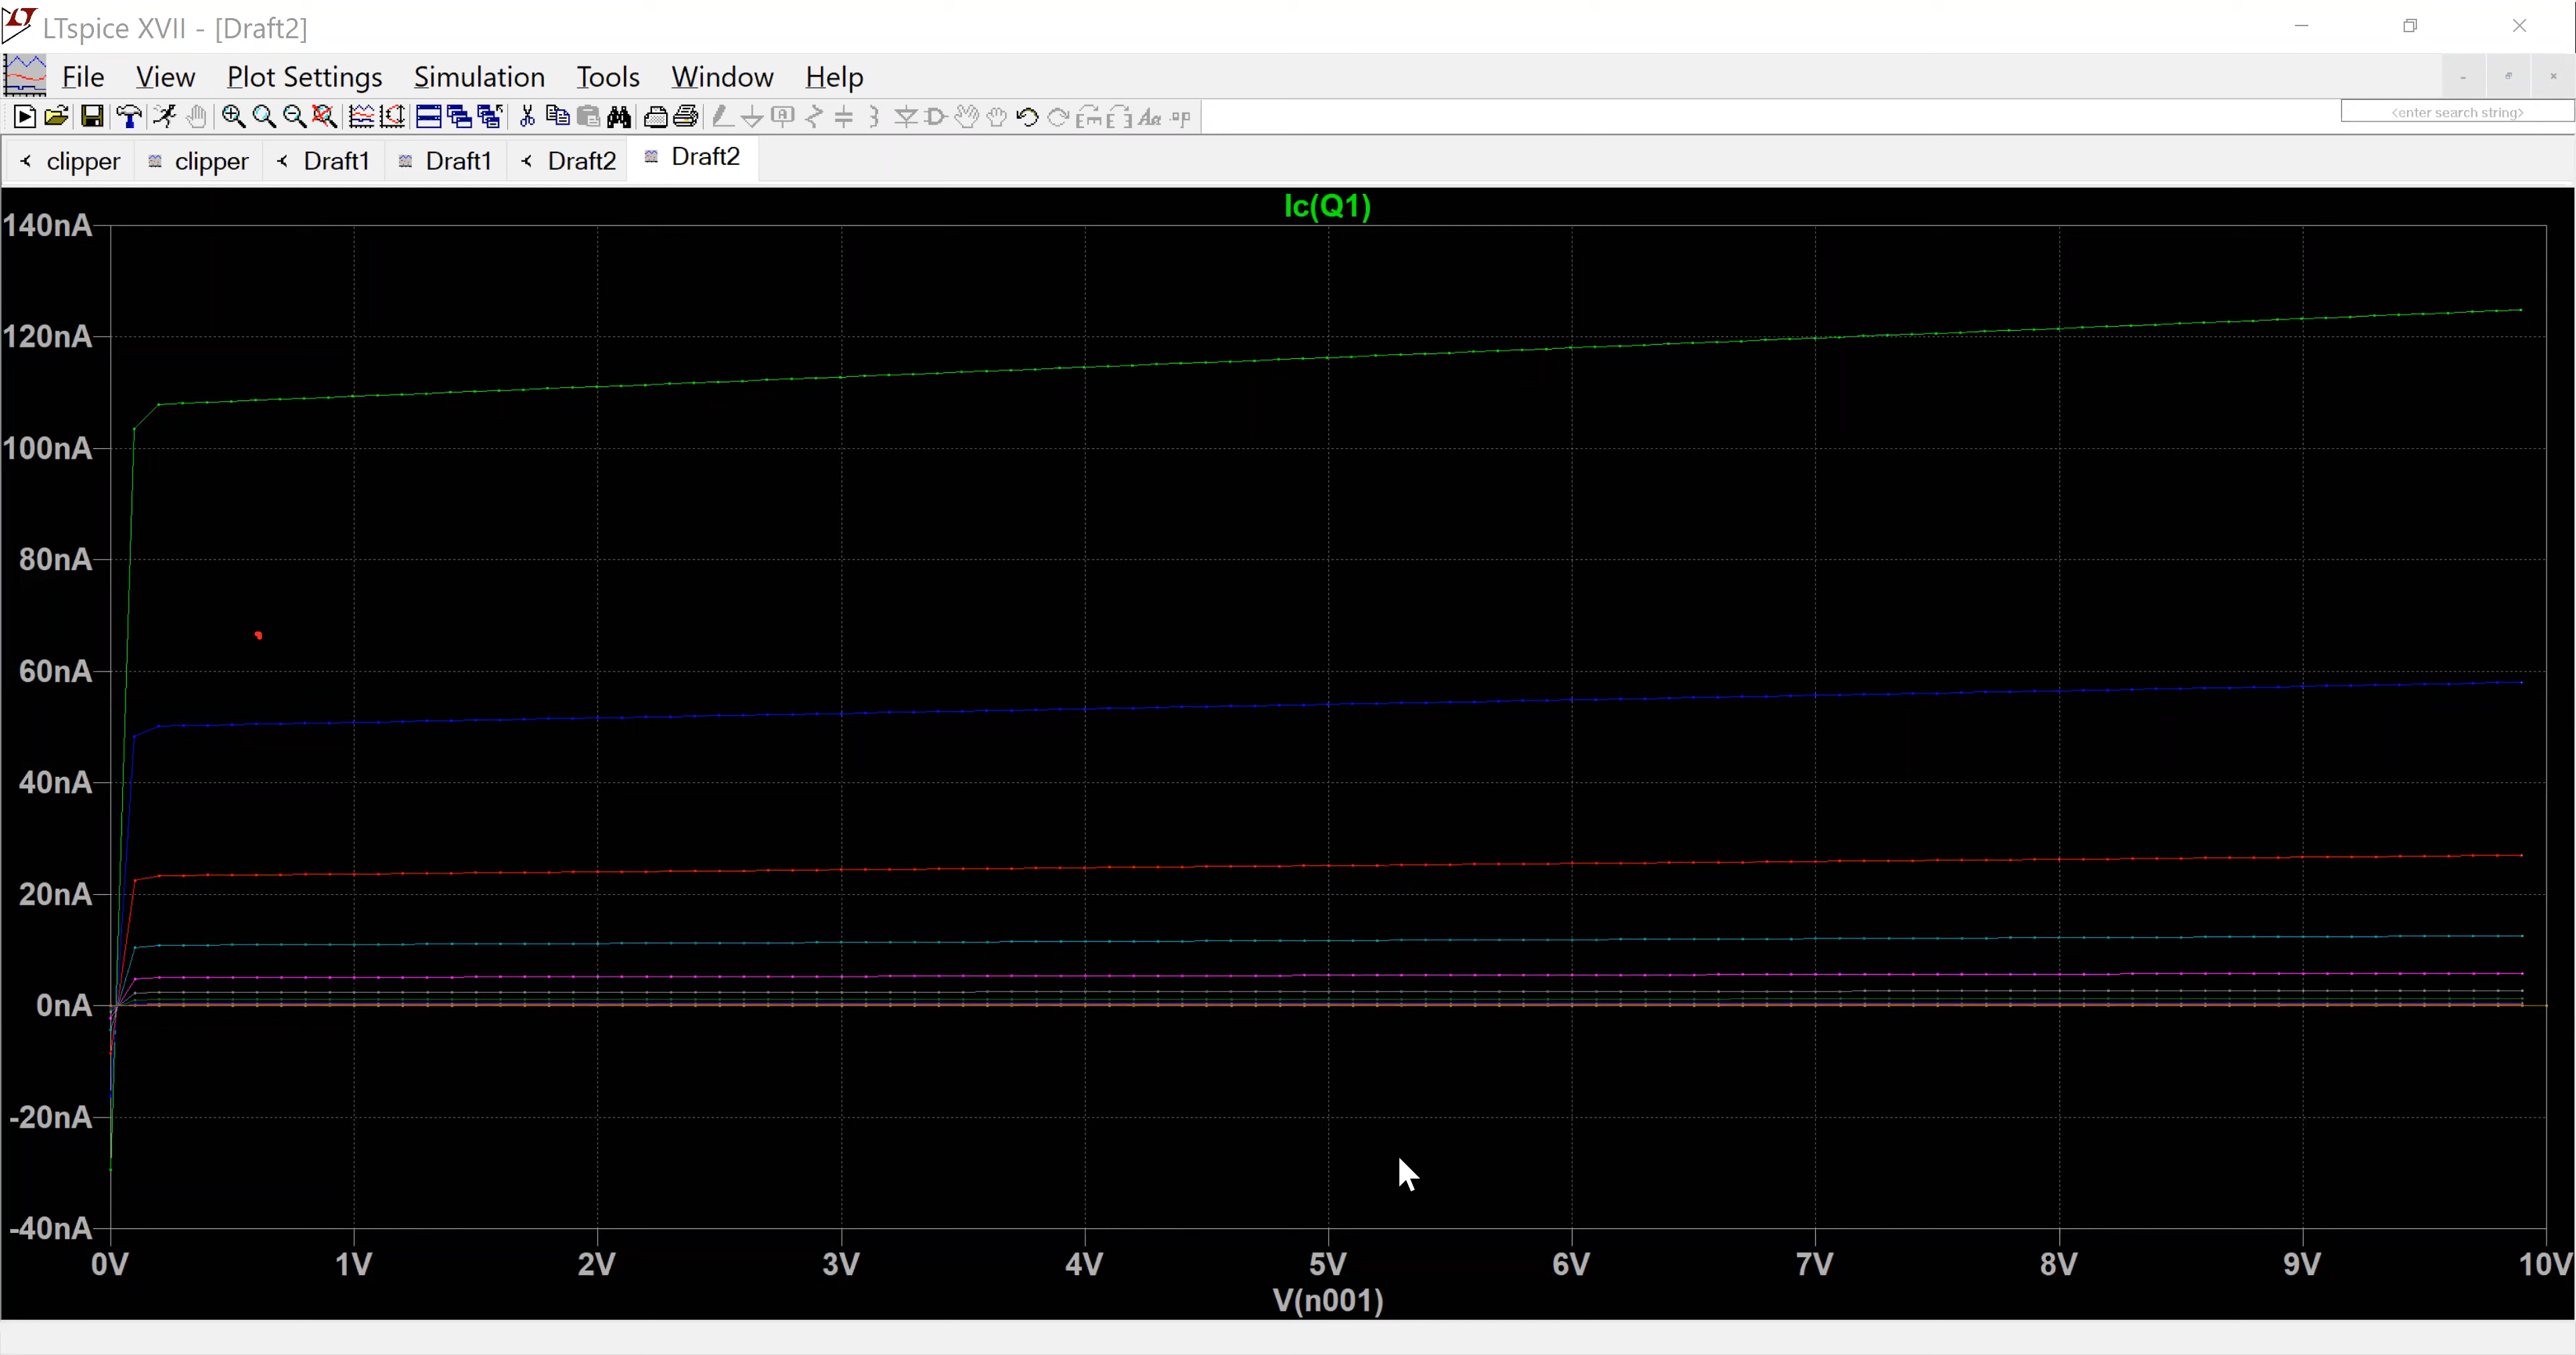 LTspice XVII - [Draft2]
File View Plot Settings Simulation Tools Window Help
<enter search string>
clipper clipper Draft1 Draft1 Draft2 Draft2
Ic(Q1)
140nA
120nA
100nA
80nA
60nA
40nA
20nA
0nA
-20nA
-40nA
0V 1V 2V 3V 4V 5V 6V 7V 8V 9V 10V
V(n001)